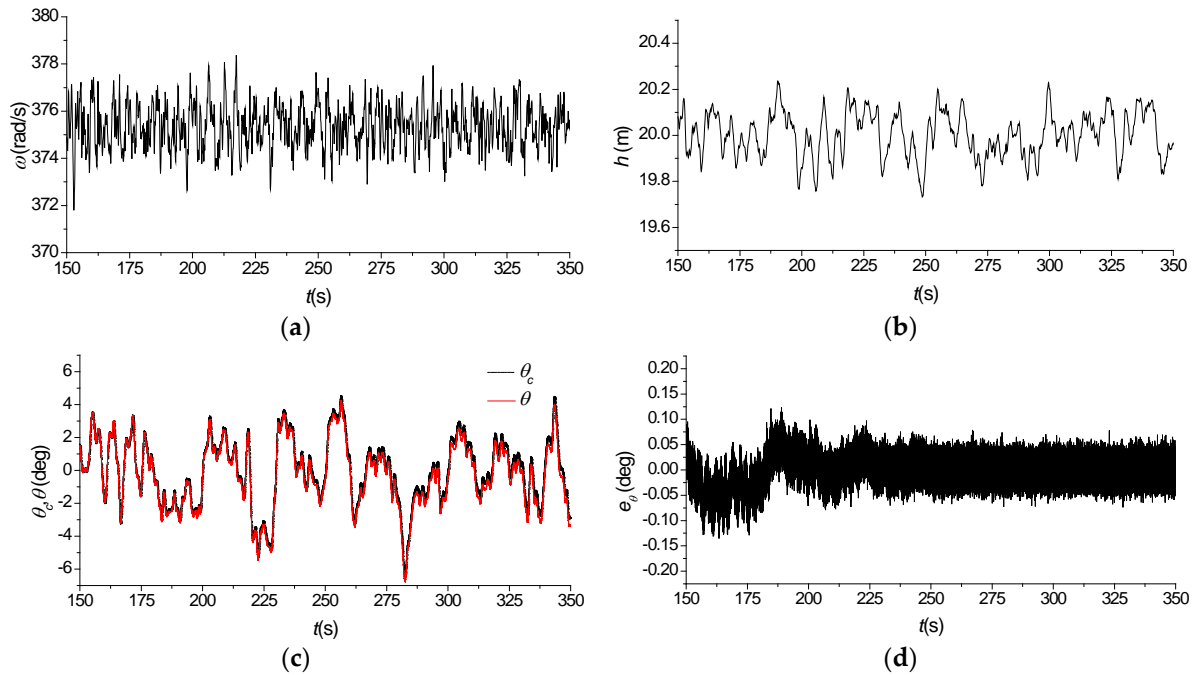 380
378
376
374
372
370
ω (rad/s)
150 175 200 225 250 275 300 325 350
t(s)
(a)
20.4
20.2
20.0
19.8
19.6
h (m)
150 175 200 225 250 275 300 325 350
t(s)
(b)
6
4
2
0
-2
-4
-6
θc, θ (deg)
θc
θ
150 175 200 225 250 275 300 325 350
t(s)
(c)
0.20
0.15
0.10
0.05
0.00
-0.05
-0.10
-0.15
-0.20
eθ (deg)
150 175 200 225 250 275 300 325 350
t(s)
(d)